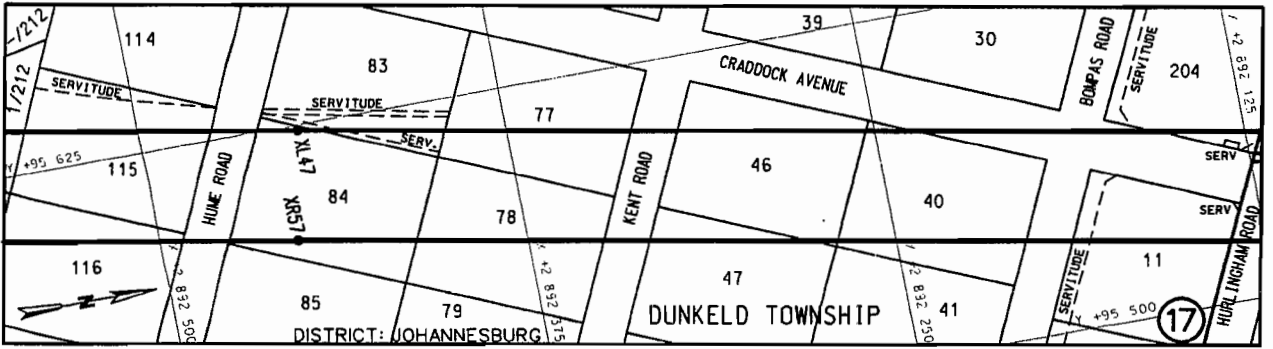 -/212
1/212
114
SERVITUDE
83
SERVITUDE
SERV.
39
30
CRADDOCK AVENUE
BOMPAS ROAD
SERVITUDE
204
+2 892 125
77
Y +95 625
115
HUME ROAD
XL47
84
XR57
78
KENT ROAD
46
40
SERV
SERV
116
N
+2 892 500
85
79
X +2 892 375
47
+2 892 250
41
SERVITUDE
11
HURLINGHAM ROAD
Y +95 500
17
DUNKELD TOWNSHIP
DISTRICT: JOHANNESBURG